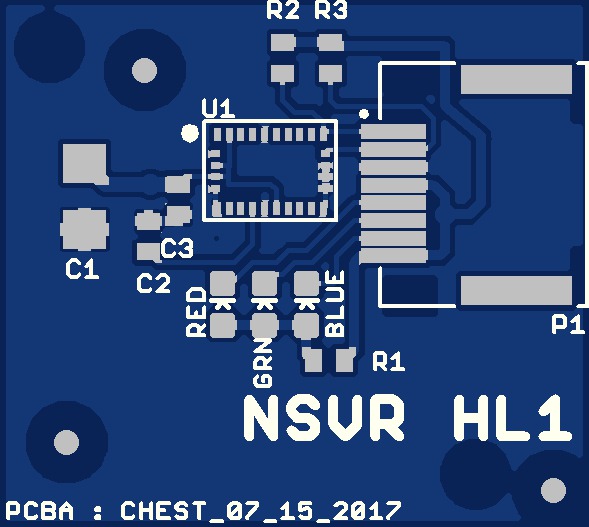 R2 R3
U1
C3
C1
C2
RED
GRN
BLUE
P1
R1
NSVR HL1
PCBA : CHEST_07_15_2017